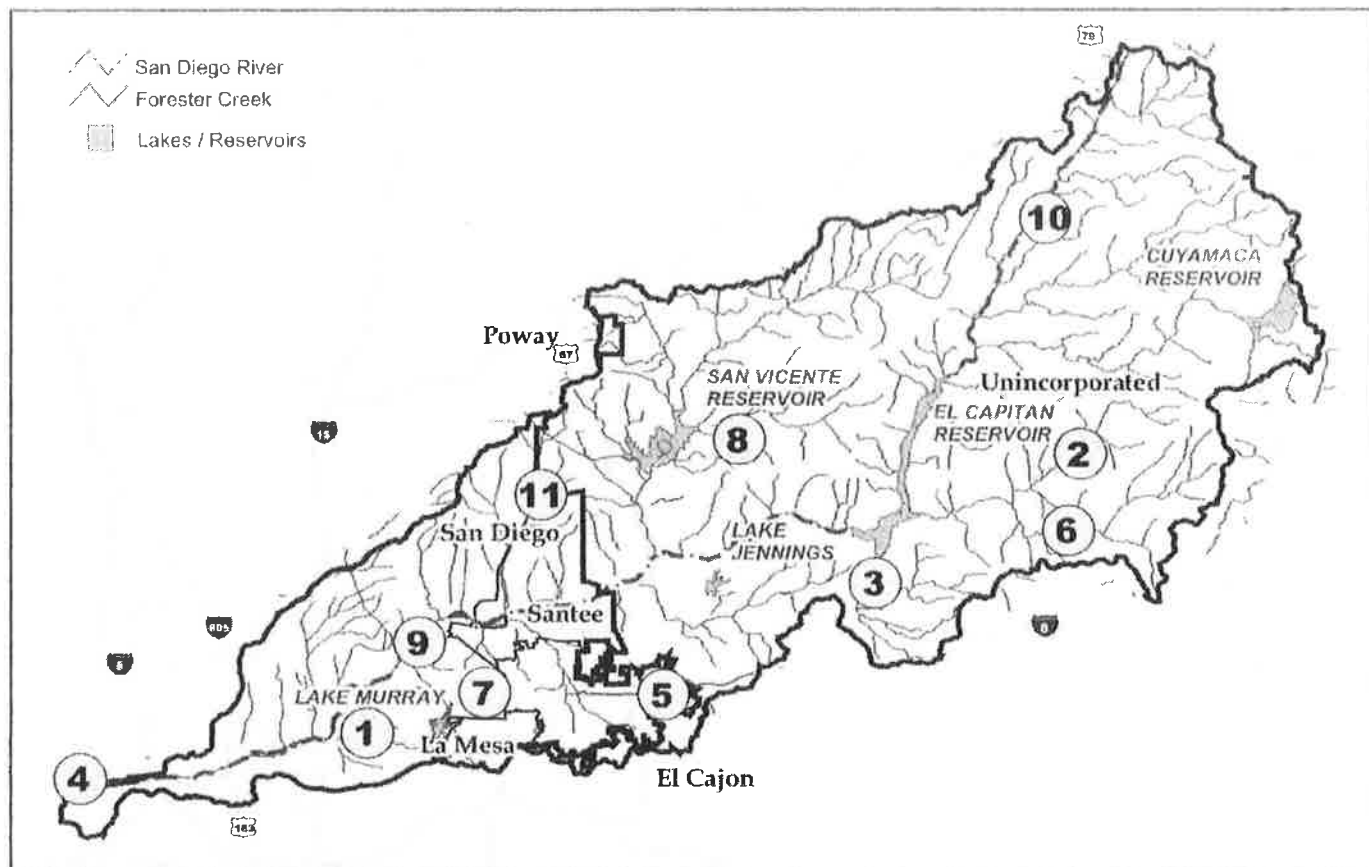 San Diego River
Forester Creek
Lakes / Reservoirs
79
10
CUYAMACA
RESERVOIR
Poway
67
SAN VICENTE
RESERVOIR
Unincorporated
EL CAPITAN
RESERVOIR
15
8
2
11
San Diego
LAKE
JENNINGS
6
3
805
Santee
8
9
5
LAKE MURRAY
7
5
1
La Mesa
4
El Cajon
163